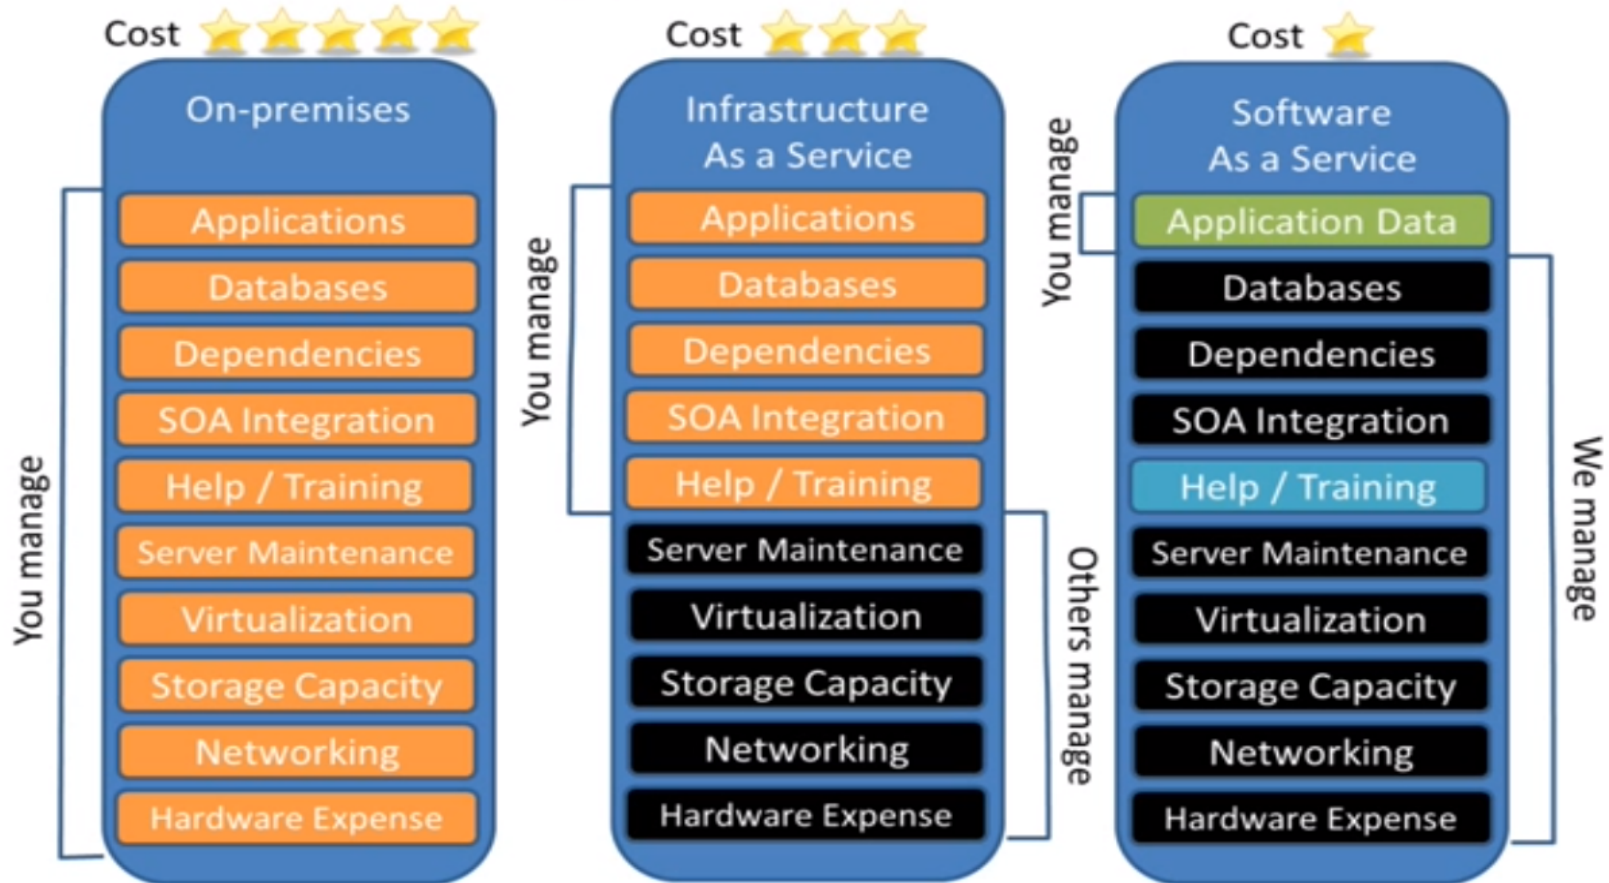 Cost
On-premises
Applications
Databases
Dependencies
SOA Integration
Help / Training
Server Maintenance
Virtualization
Storage Capacity
Networking
Hardware Expense
You manage
Cost
Infrastructure
As a Service
Applications
Databases
Dependencies
SOA Integration
Help / Training
Server Maintenance
Virtualization
Storage Capacity
Networking
Hardware Expense
You manage
Others manage
Cost
Software
As a Service
Application Data
Databases
Dependencies
SOA Integration
Help / Training
Server Maintenance
Virtualization
Storage Capacity
Networking
Hardware Expense
You manage
We manage